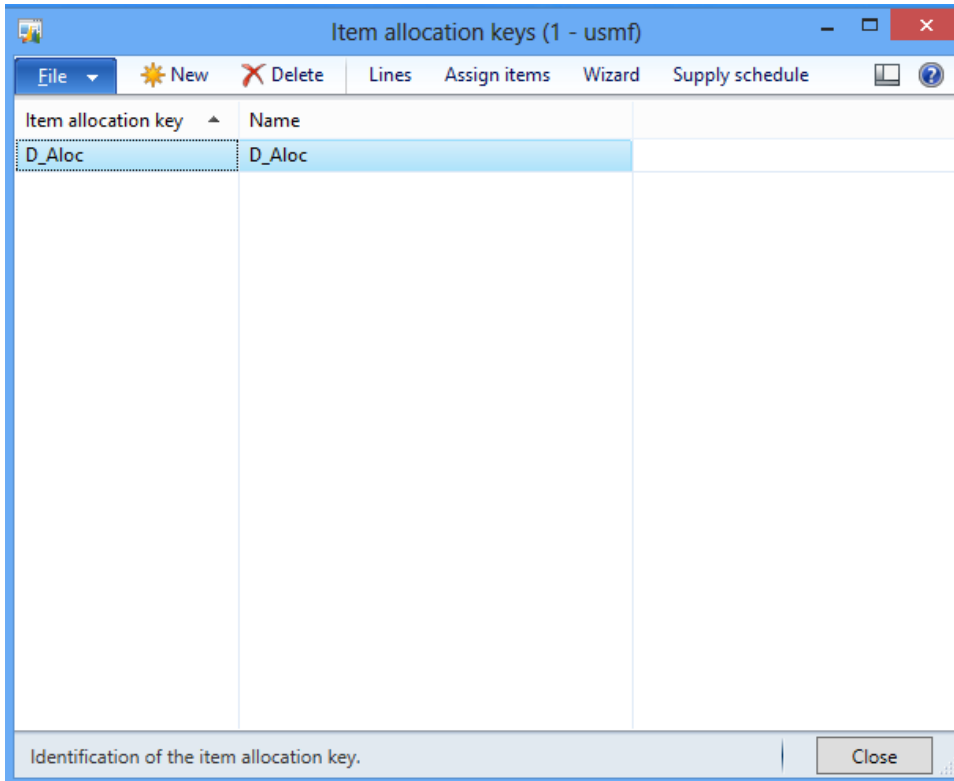 Item allocation keys (1 - usmf)
File New Delete Lines Assign items Wizard Supply schedule
Item allocation key Name
D_Aloc D_Aloc
Identification of the item allocation key. Close